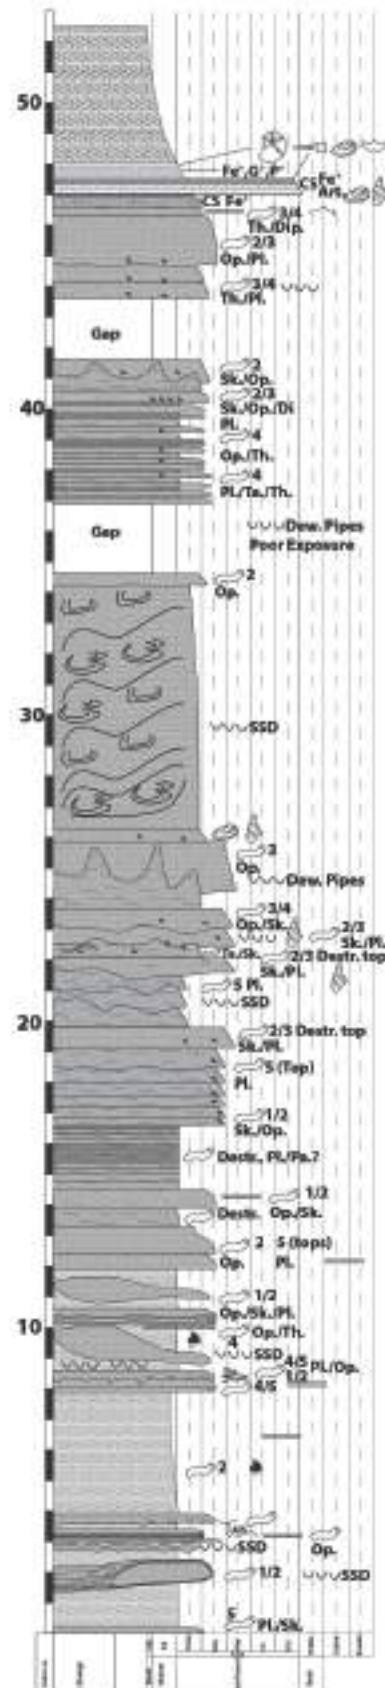 50
Fe', G', P'
CS Fe'
Art.
CS Fe'
3/4
Th./Dip.
2/3
Op./Pl.
3/4
Th./Pl.
Gap
2
Sk./Op.
40
2/3
Sk./Op./Di
Pl.
4
Op./Th.
4
PL./Ta./Th.
Gap
Dew. Pipes
Poor Exposure
2
Op.
30
SSD
3
Op.
Dew. Pipes
3/4
Op./Sk.
2/3
Sk./Pl.
Ta./Sk.
2/3 Destr. top
Sk./Pl.
5 Pl.
SSD
20
2/3 Destr. top
Sk./Pl.
5 (Top)
Pl.
1/2
Sk./Op.
Destr., PL/Pa.?
1/2
Destr.
Op./Sk.
2
5 (tops)
Op.
Pl.
1/2
Op./Sk./Pl.
10
Op./Th.
4
SSD
4/5
PL/Op.
1/2
4/5
2
SSD
Op.
1/2
SSD
5
Pl./Sk.